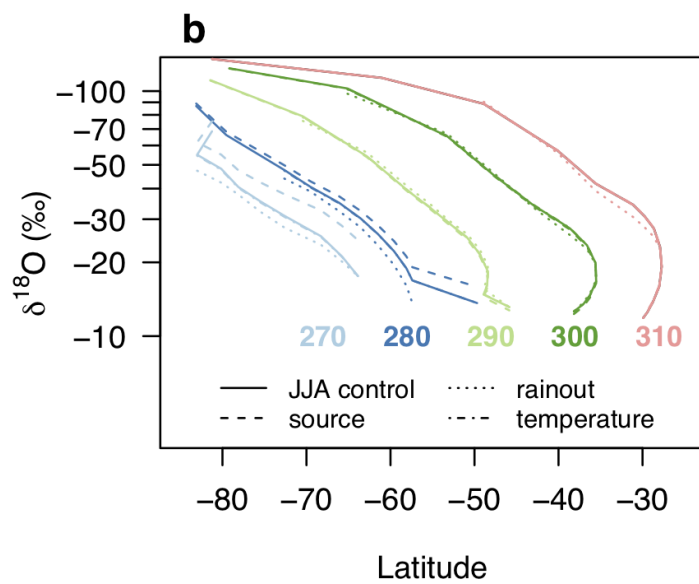 b
−100
−70
−50
−30
−20
−10
δ18O (‰)
270 280 290 300 310
JJA control rainout
source temperature
−80 −70 −60 −50 −40 −30
Latitude